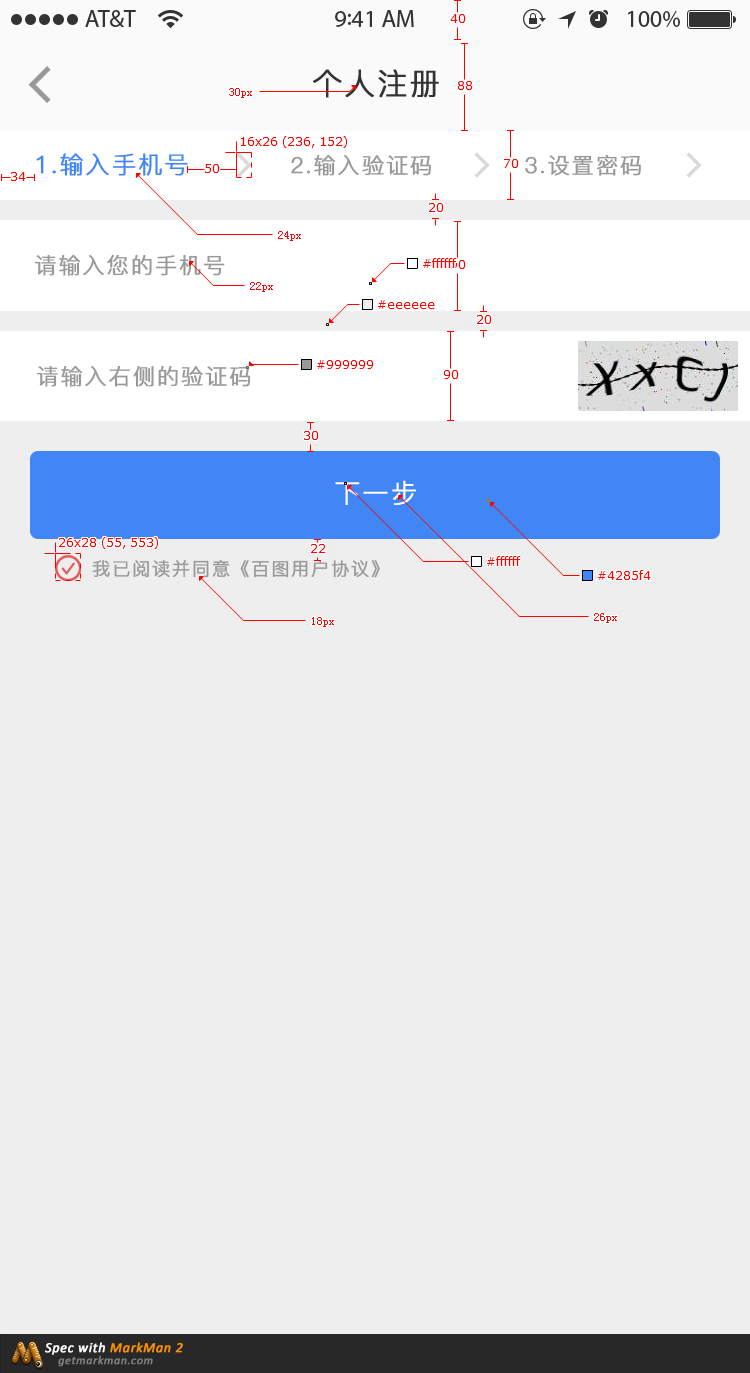 AT&T 9:41 AM 100%
40
个人注册
30px
88
16x26 (236, 152)
1.输入手机号 2.输入验证码 3.设置密码
34
50
70
20
24px
请输入您的手机号
#ffffff
22px
#eeeeee
20
#999999
请输入右侧的验证码
90
30
下一步
26x28 (55, 553)
22
#ffffff
#4285f4
我已阅读并同意《百图用户协议》
18px
26px
Spec with MarkMan 2
getmarkman.com